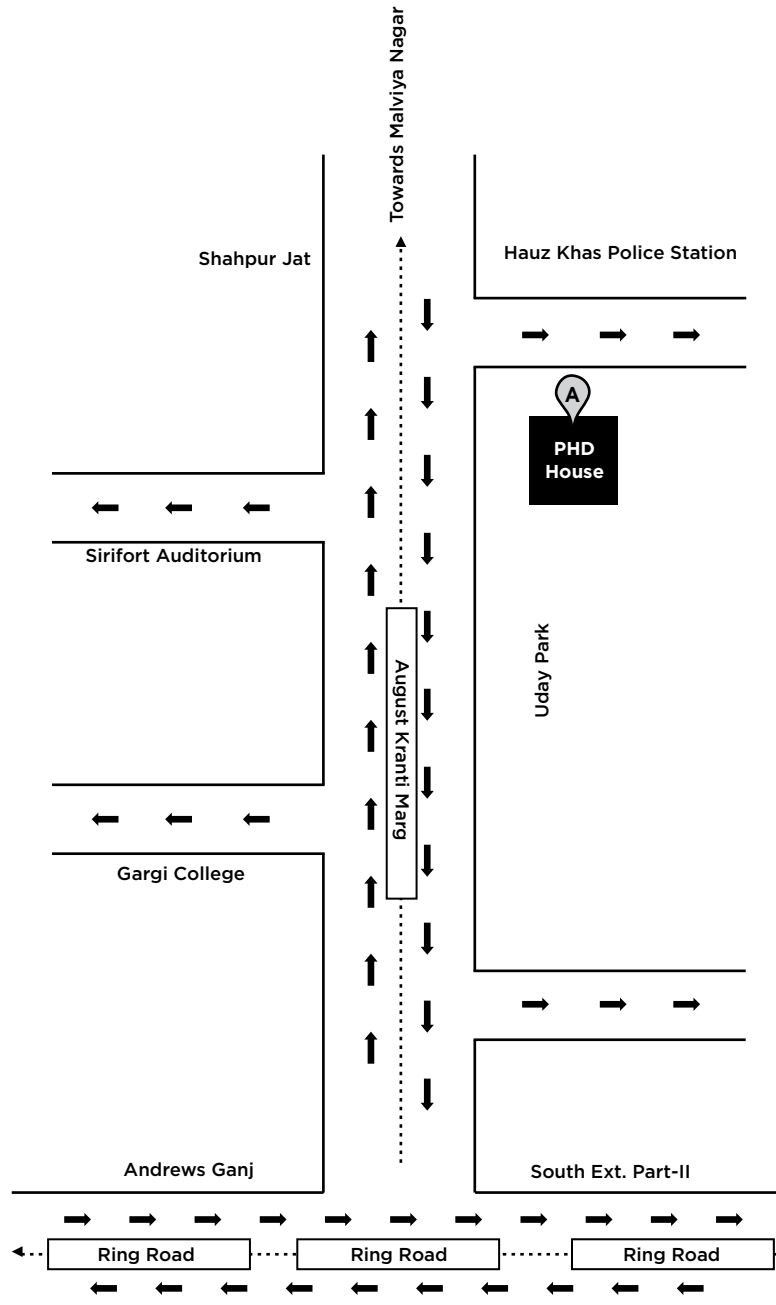 Towards Malviya Nagar
Shahpur Jat
Hauz Khas Police Station
A
PHD
House
Sirifort Auditorium
Uday Park
August Kranti Marg
Gargi College
Andrews Ganj
South Ext. Part-II
Ring Road
Ring Road
Ring Road